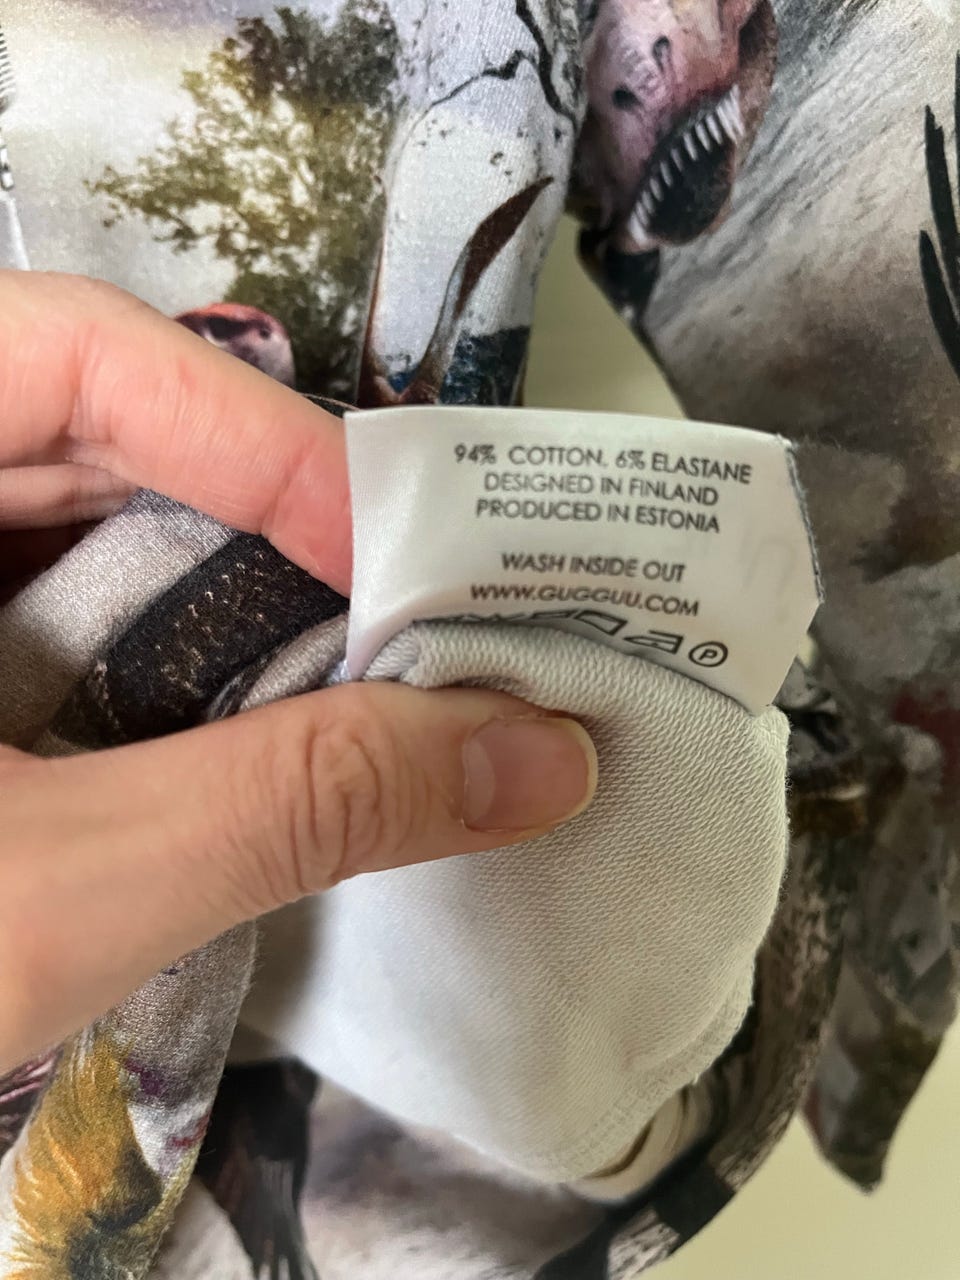 94% COTTON, 6% ELASTANE
DESIGNED IN FINLAND
PRODUCED IN ESTONIA
WASH INSIDE OUT
WWW.GUGGUU.COM
P